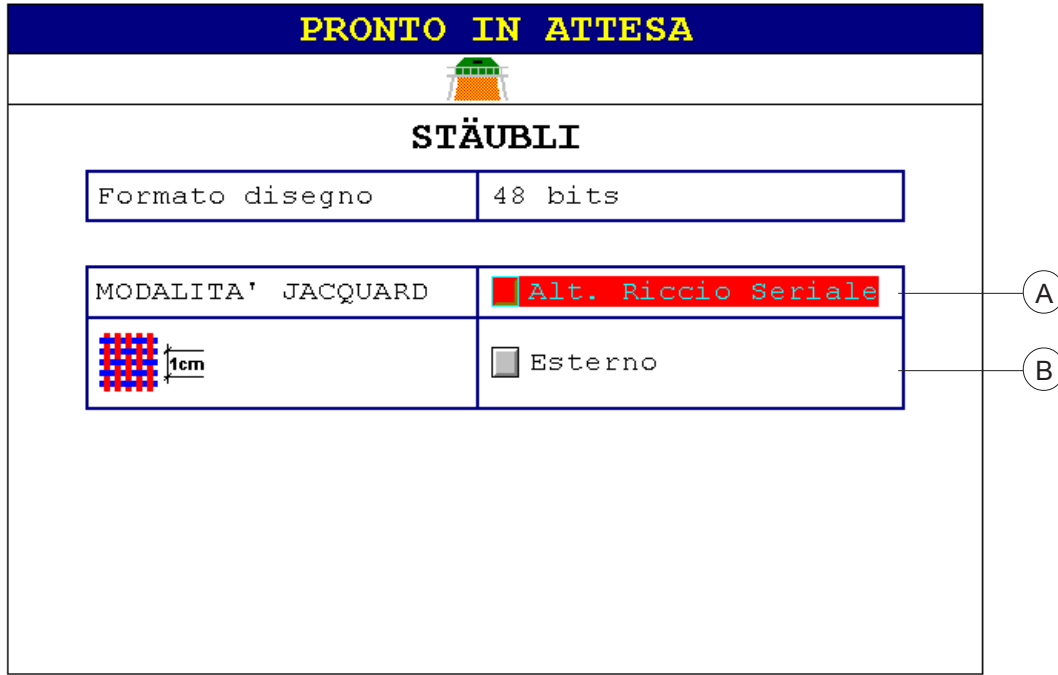 PRONTO IN ATTESA
STÄUBLI
Formato disegno 48 bits
MODALITA' JACQUARD Alt. Riccio Seriale
A
1cm Esterno
B